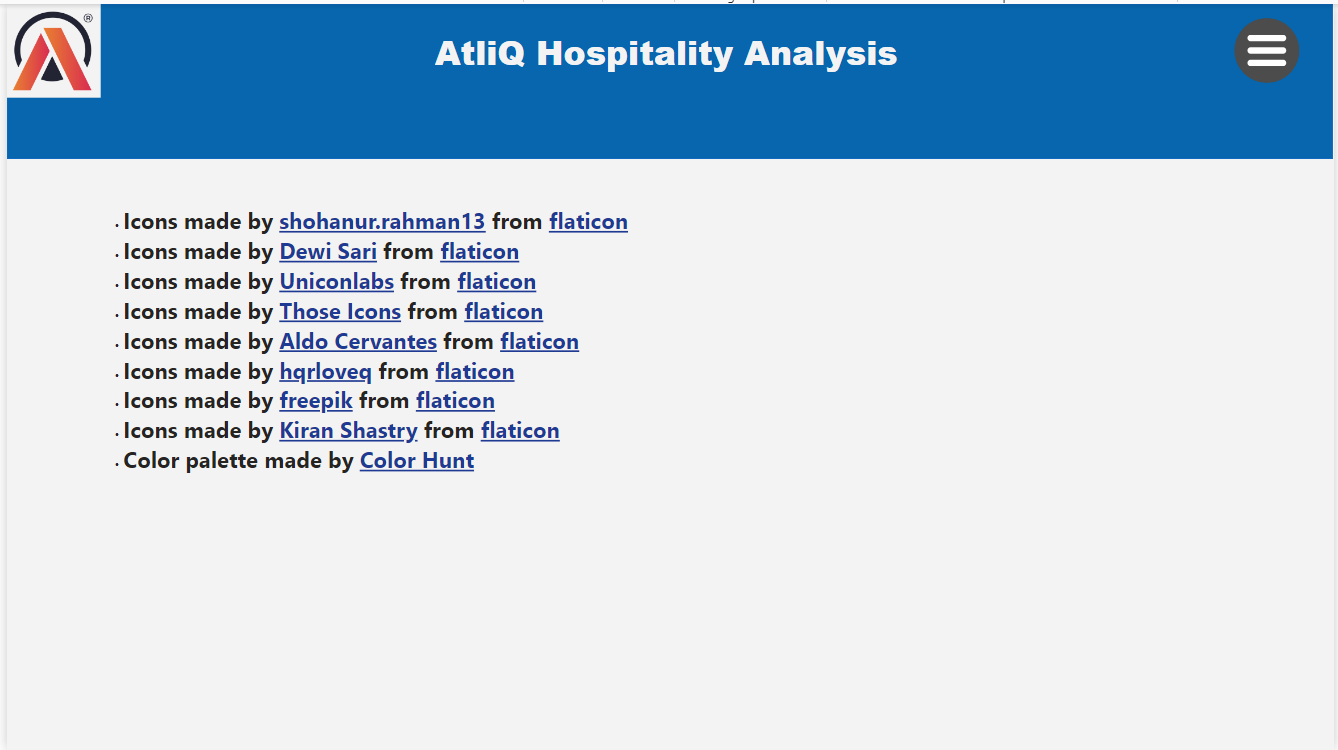 ®
AtliQ Hospitality Analysis
. Icons made by shohanur.rahman13 from flaticon
. Icons made by Dewi Sari from flaticon
. Icons made by Uniconlabs from flaticon
. Icons made by Those Icons from flaticon
. Icons made by Aldo Cervantes from flaticon
. Icons made by hqrloveq from flaticon
. Icons made by freepik from flaticon
. Icons made by Kiran Shastry from flaticon
. Color palette made by Color Hunt